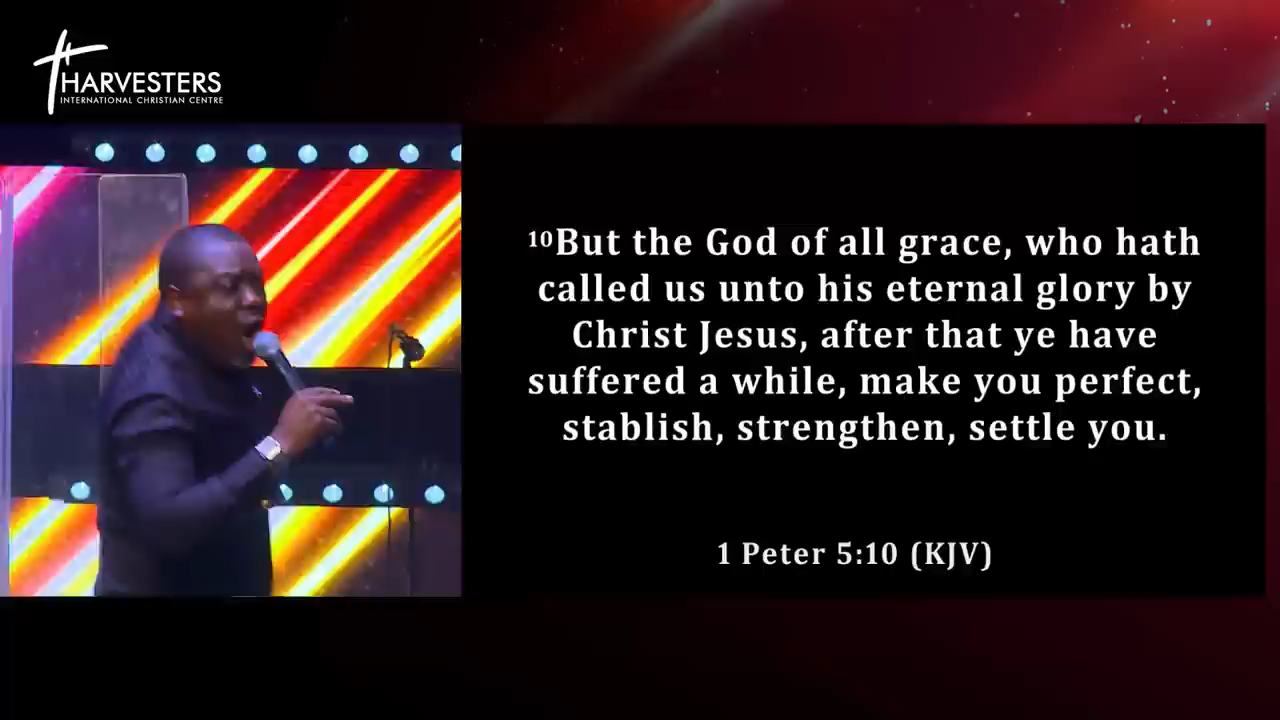 HARVESTERS
INTERNATIONAL CHRISTIAN CENTRE
10But the God of all grace, who hath
called us unto his eternal glory by
Christ Jesus, after that ye have
suffered a while, make you perfect,
stablish, strengthen, settle you.
1 Peter 5:10 (KJV)